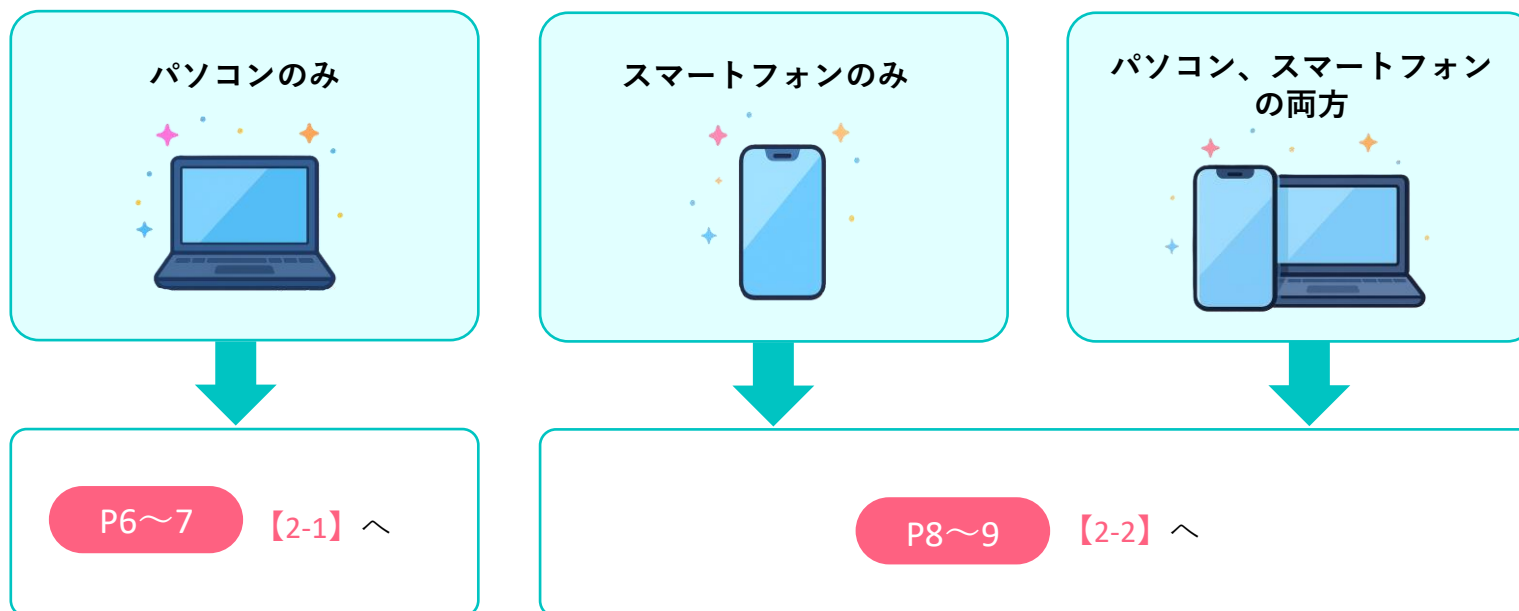 パソコンのみ
スマートフォンのみ
パソコン、スマートフォン
の両方
P6~7 【2-1】 へ
P8~9 【2-2】 へ